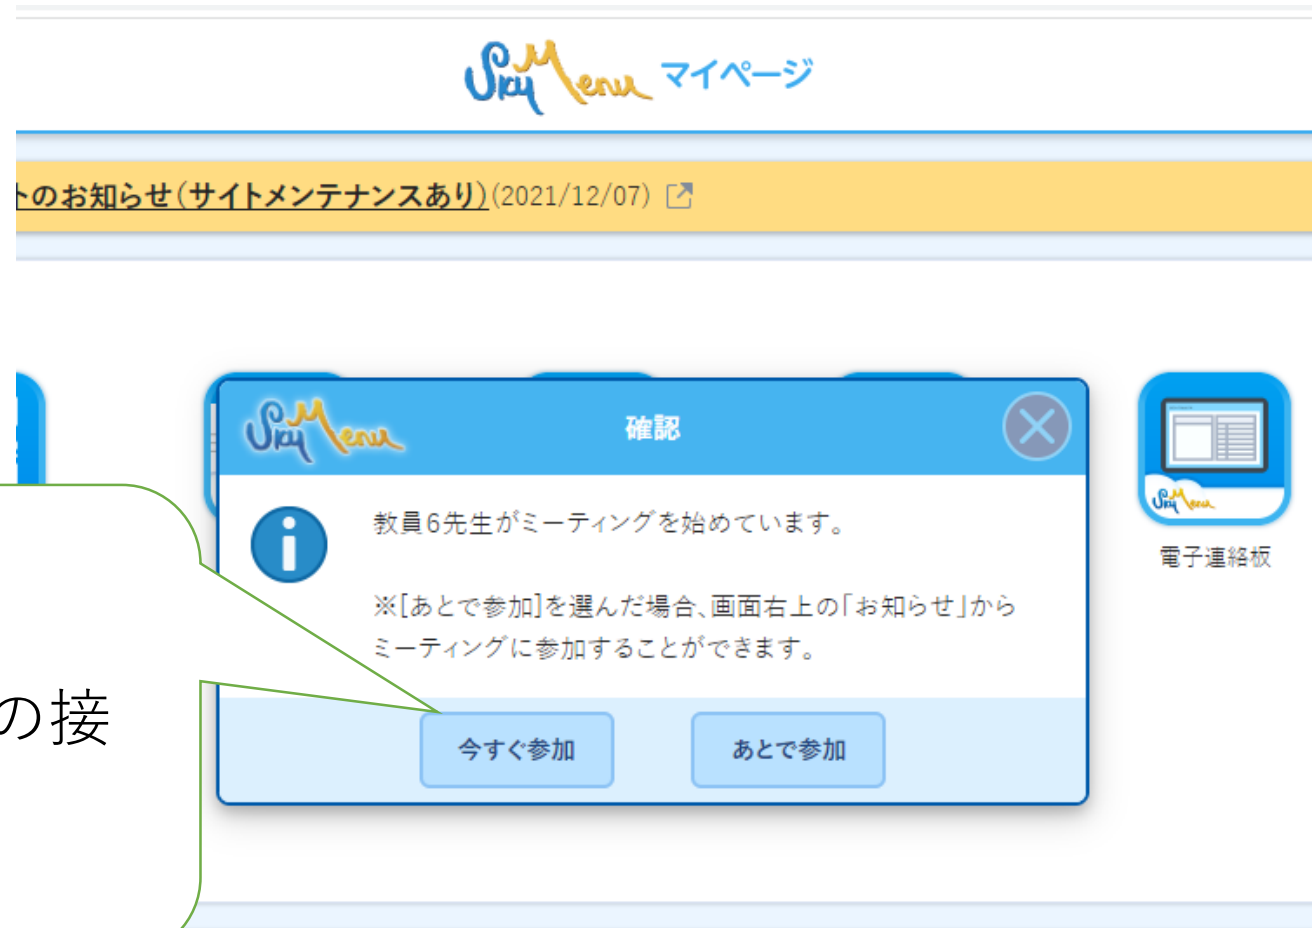 SkyMenu マイページ
トのお知らせ(サイトメンテナンスあり)(2021/12/07)
SkyMenu
確認
教員6先生がミーティングを始めています。
※[あとで参加]を選んだ場合、画面右上の「お知らせ」から
ミーティングに参加することができます。
今すぐ参加
あとで参加
SkyMenu
電子連絡板
の接